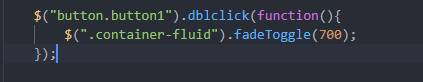 $("button.button1").dblclick(function(){
$(".container-fluid").fadeToggle(700);
});